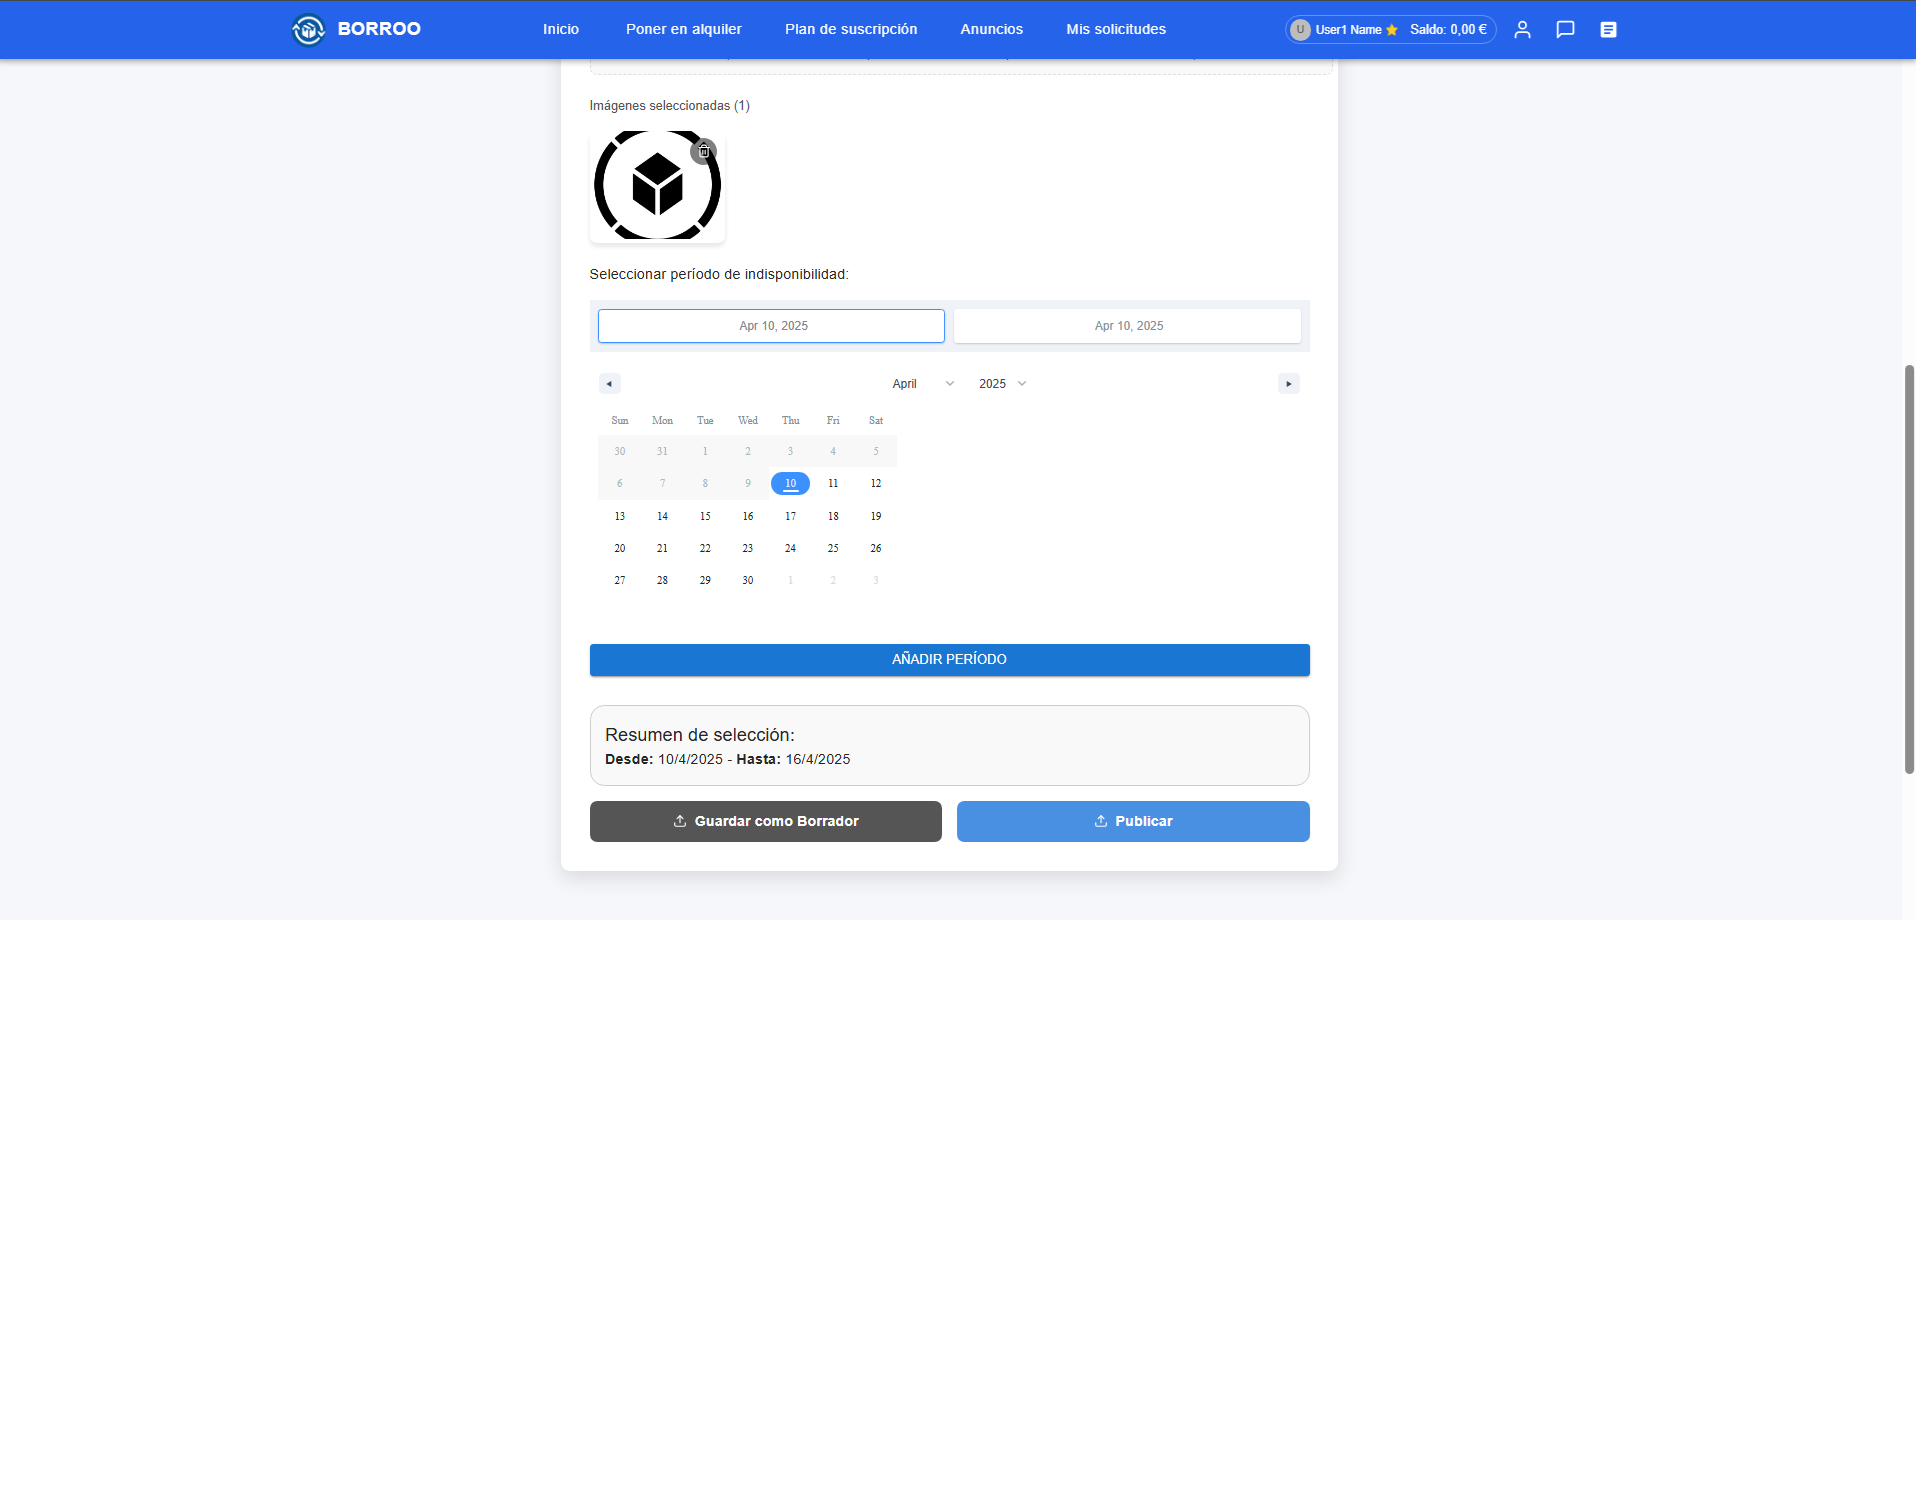 BORROO Inicio Poner en alquiler Plan de suscripción Anuncios Mis solicitudes U User1 Name Saldo: 0,00 €
Imágenes seleccionadas (1)
Seleccionar período de indisponibilidad:
Apr 10, 2025 Apr 10, 2025
April 2025
Sun Mon Tue Wed Thu Fri Sat
30 31 1 2 3 4 5
6 7 8 9 10 11 12
13 14 15 16 17 18 19
20 21 22 23 24 25 26
27 28 29 30 1 2 3
AÑADIR PERÍODO
Resumen de selección:
Desde: 10/4/2025 - Hasta: 16/4/2025
Guardar como Borrador Publicar